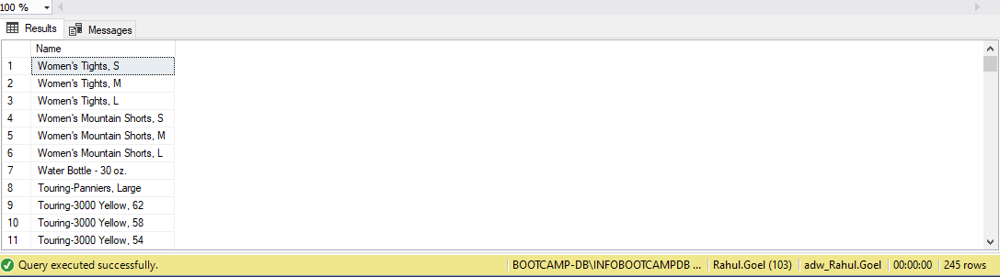 100 %
Results Messages
Name
1 Women's Tights, S
2 Women's Tights, M
3 Women's Tights, L
4 Women's Mountain Shorts, S
5 Women's Mountain Shorts, M
6 Women's Mountain Shorts, L
7 Water Bottle - 30 oz.
8 Touring-Panniers, Large
9 Touring-3000 Yellow, 62
10 Touring-3000 Yellow, 58
11 Touring-3000 Yellow, 54
Query executed successfully. BOOTCAMP-DB\INFOBOOTCAMPDB ... Rahul.Goel (103) adw_Rahul.Goel 00:00:00 245 rows